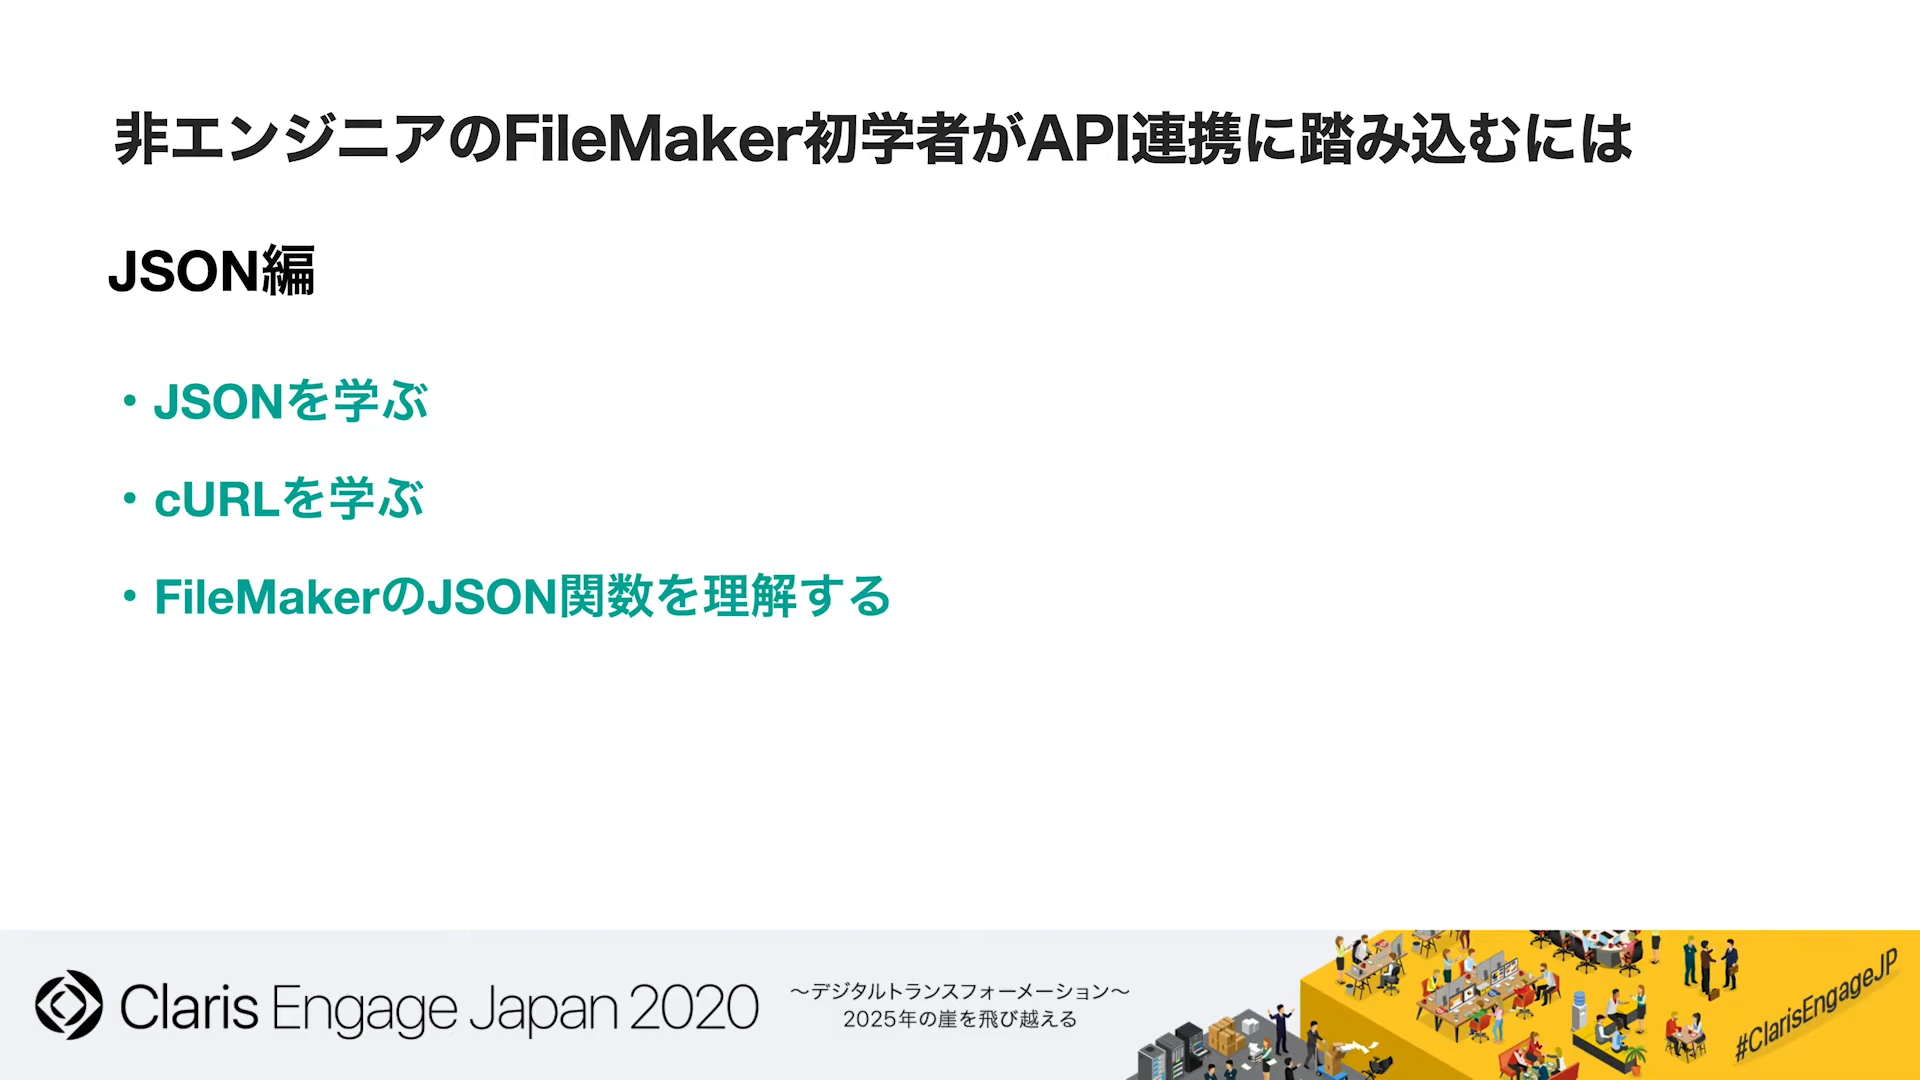 非エンジニアのFileMaker初学者がAPI連携に踏み込むには
JSON編
・JSONを学ぶ
・cURLを学ぶ
・FileMakerのJSON関数を理解する
Claris Engage Japan 2020
〜デジタルトランスフォーメーション〜
2025年の崖を飛び越える
#ClarisEngageJP